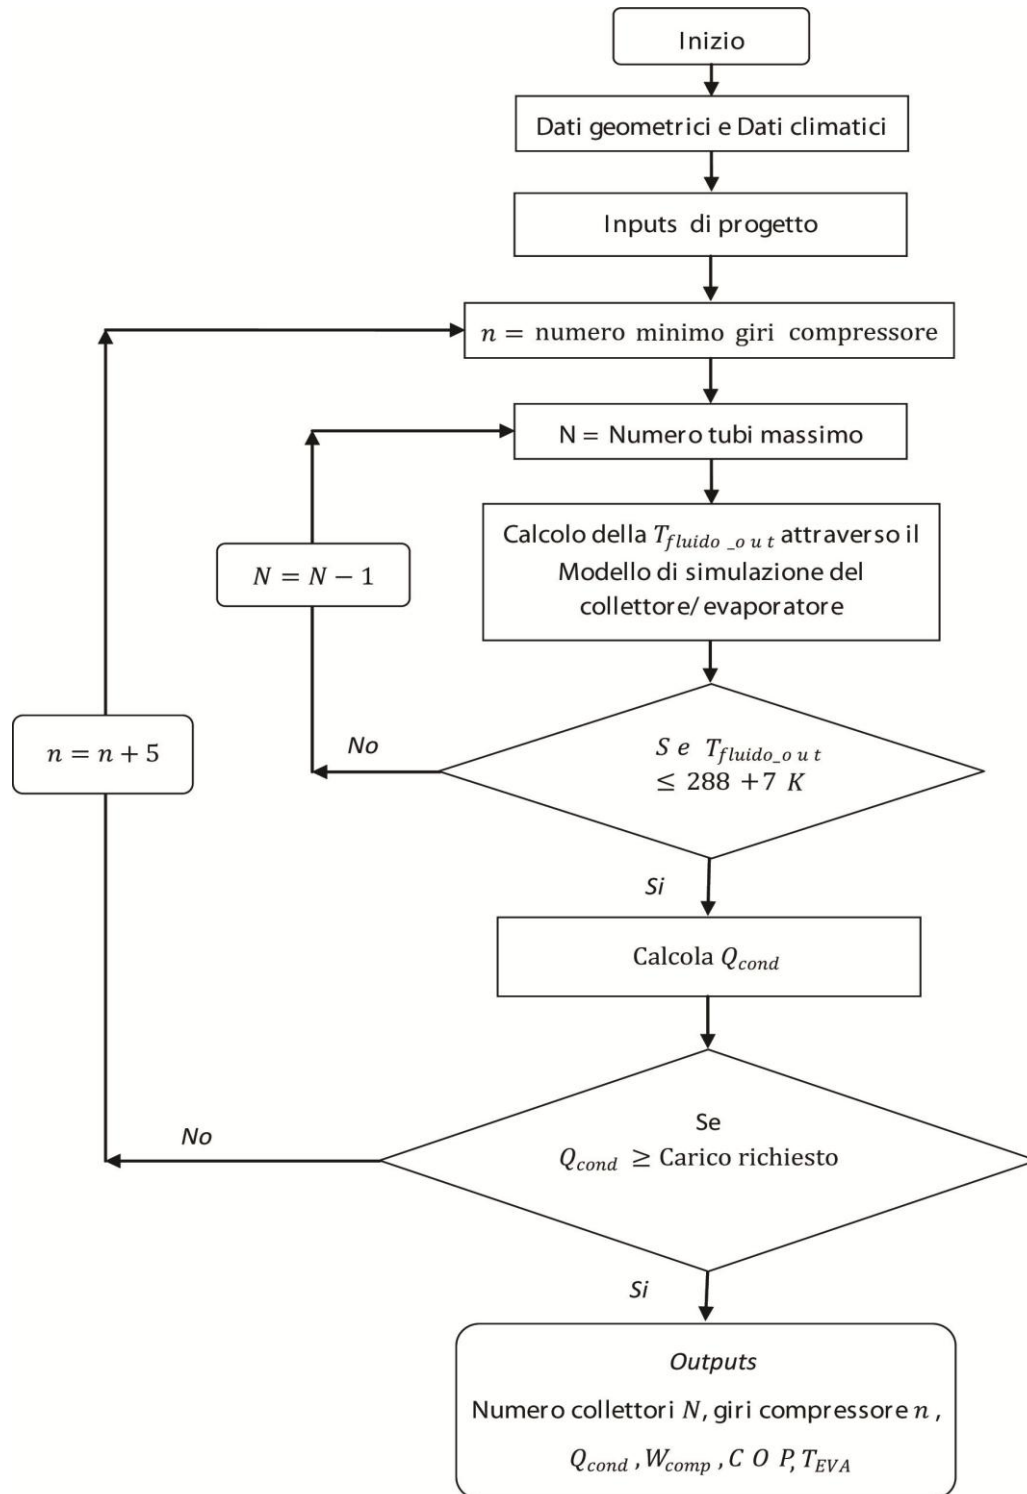 Inizio
Dati geometrici e Dati climatici
Inputs di progetto
n = numero minimo giri compressore
N = Numero tubi massimo
Calcolo della T_fluido_out attraverso il
Modello di simulazione del
collettore/evaporatore
N = N − 1
n = n + 5
No
Se T_fluido_out
≤ 288 + 7 K
Si
Calcola Q_cond
No
Se
Q_cond ≥ Carico richiesto
Si
Outputs
Numero collettori N, giri compressore n ,
Q_cond , W_comp , C O P, T_EVA